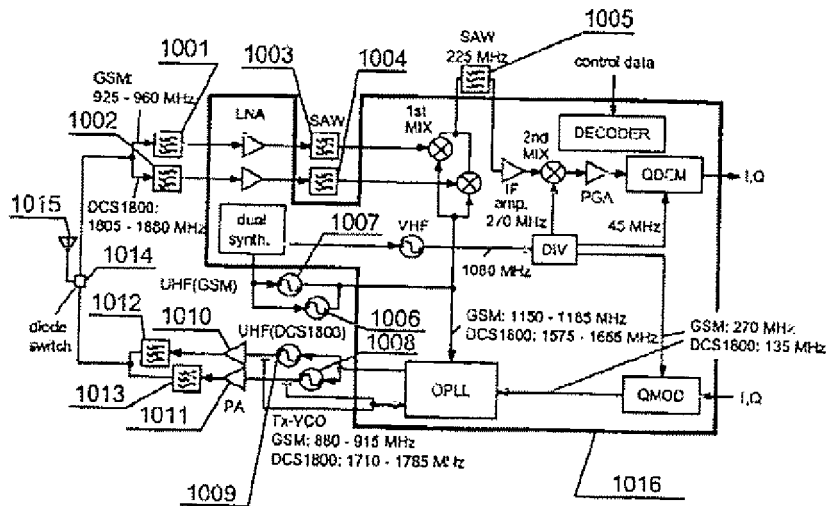 1001
1003
1004
SAW
225 MHz
1005
GSM:
925 - 960 MHz
control data
1002
LNA
SAW
1st
MIX
DECODER
2nd
MIX
QDEM
I,Q
DCS1800:
1805 - 1880 MHz
IF
amp.
PGA
270 MHz
45 MHz
1015
dual
synth.
1007
VHF
DIV
1080 MHz
1014
UHF(GSM)
diode
switch
1012
1010
1006
UHF(DCS1800)
1008
GSM: 1150 - 1185 MHz
DCS1800: 1575 - 1665 MHz
GSM: 270 MHz
DCS1800: 135 MHz
OPLL
QMOD
I,Q
1013
1011
PA
Tx-VCO
GSM: 880 - 915 MHz
DCS1800: 1710 - 1785 MHz
1009
1016